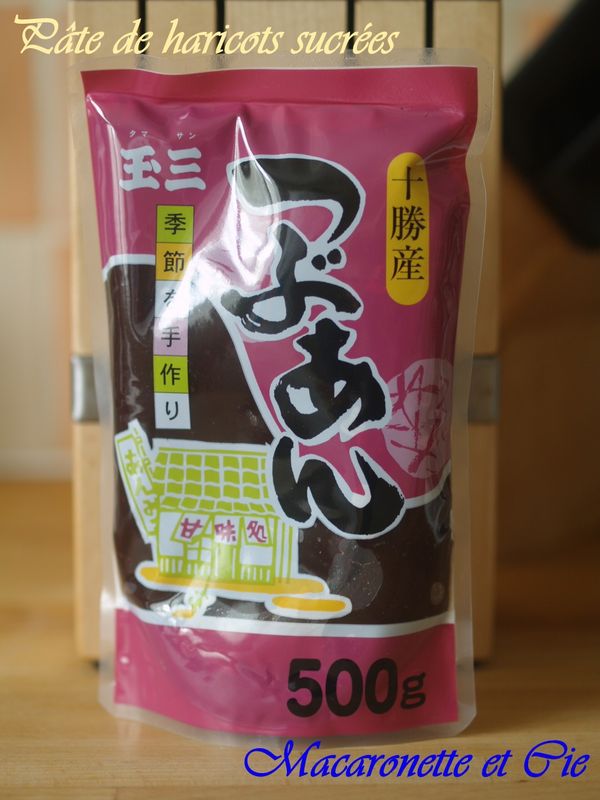 Pâte de haricots sucrées
タマ サン
玉三
十勝産
つぶあん
季節を手作り
甘味処
500g
Macaronette et Cie